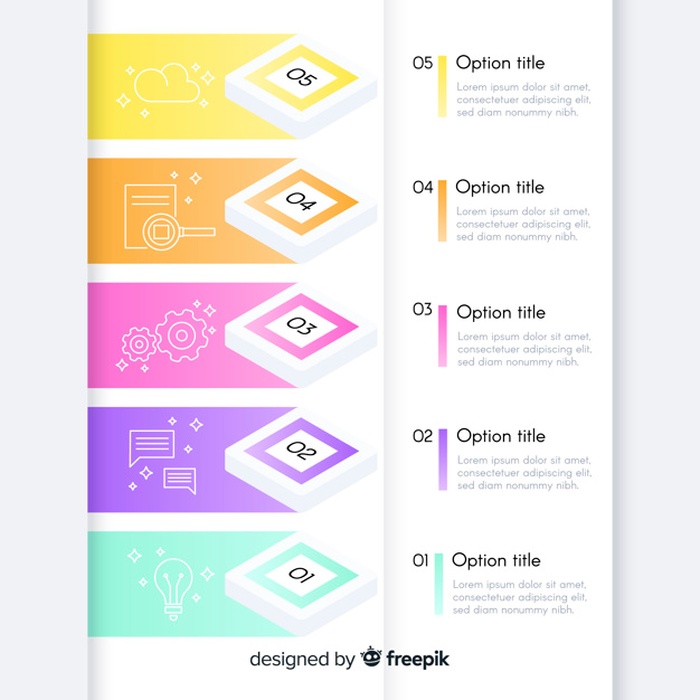 05
05
Option title
Lorem ipsum dolor sit amet,
consectetuer adipiscing elit,
sed diam nonummy nibh.
04
04
Option title
Lorem ipsum dolor sit amet,
consectetuer adipiscing elit,
sed diam nonummy nibh.
03
03
Option title
Lorem ipsum dolor sit amet,
consectetuer adipiscing elit,
sed diam nonummy nibh.
02
02
Option title
Lorem ipsum dolor sit amet,
consectetuer adipiscing elit,
sed diam nonummy nibh.
01
01
Option title
Lorem ipsum dolor sit amet,
consectetuer adipiscing elit,
sed diam nonummy nibh.
designed by freepik